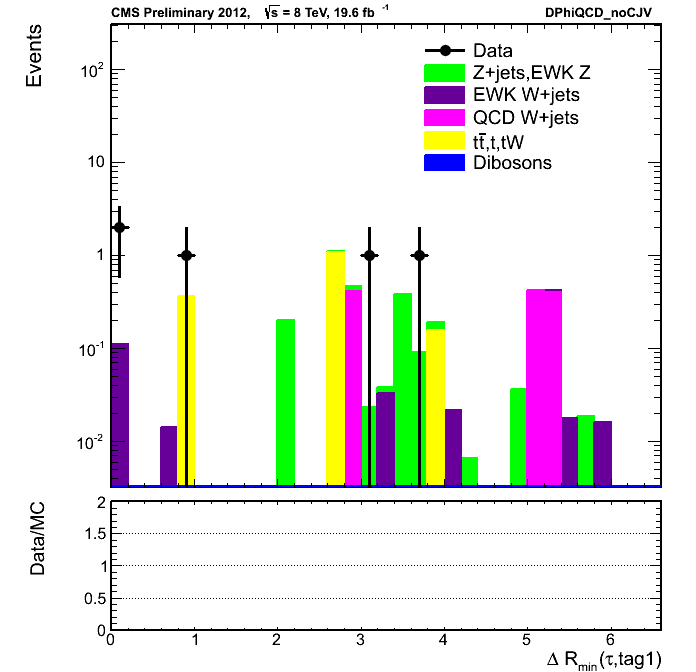 CMS Preliminary 2012, √s = 8 TeV, 19.6 fb⁻¹ DPhiQCD_noCJV
Events
10²
10
1
10⁻¹
10⁻²
Data
Z+jets,EWK Z
EWK W+jets
QCD W+jets
tt̄,t,tW
Dibosons
Data/MC
2
1.5
1
0.5
0
0 1 2 3 4 5 6
Δ R_min(τ,tag1)